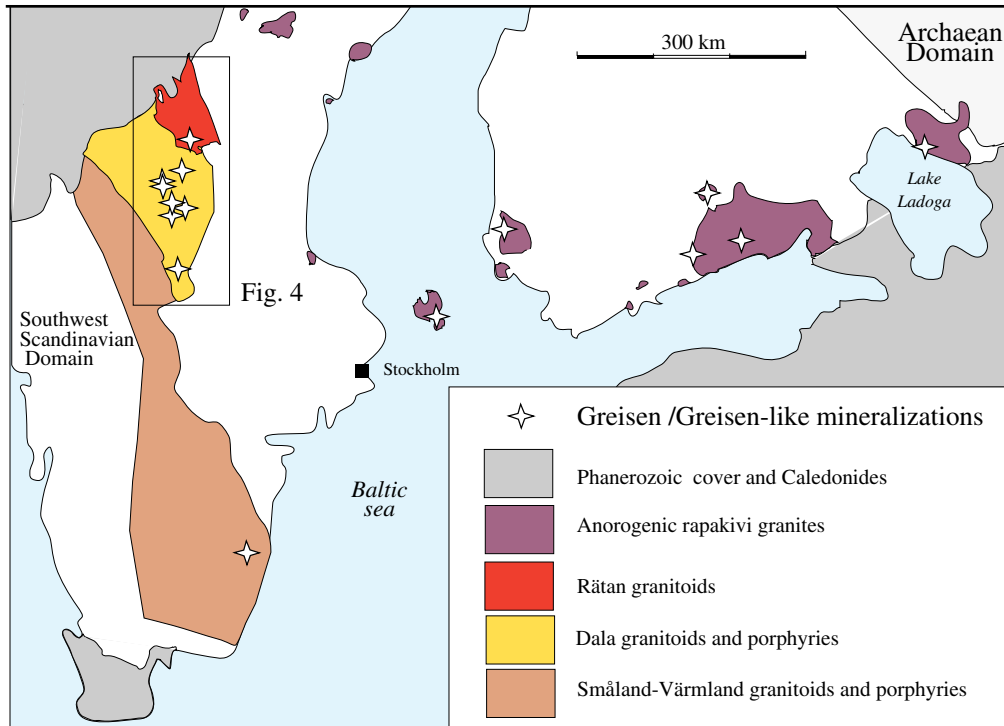 300 km
Archaean
Domain
Lake
Ladoga
Fig. 4
Southwest
Scandinavian
Domain
Stockholm
Baltic
sea
Greisen /Greisen-like mineralizations
Phanerozoic cover and Caledonides
Anorogenic rapakivi granites
Rätan granitoids
Dala granitoids and porphyries
Småland-Värmland granitoids and porphyries